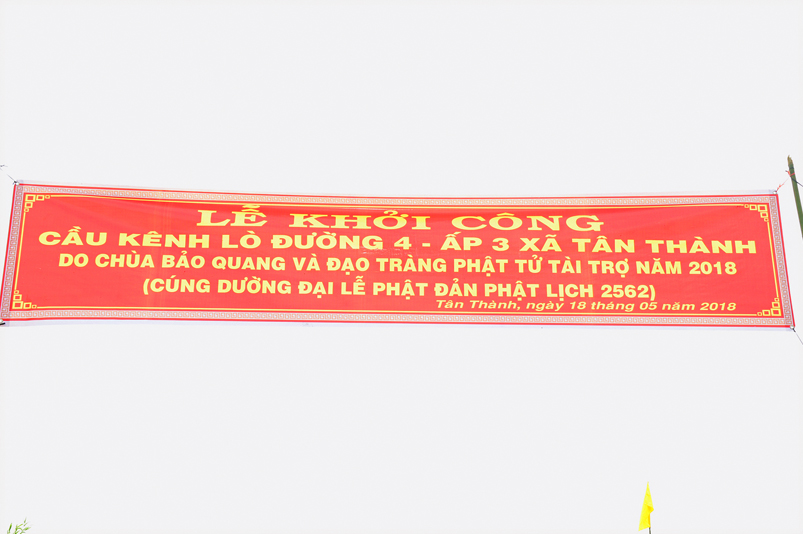 LỄ KHỞI CÔNG
CẦU KÊNH LÒ ĐƯỜNG 4 - ẤP 3 XÃ TÂN THÀNH
DO CHÙA BẢO QUANG VÀ ĐẠO TRÀNG PHẬT TỬ TÀI TRỢ NĂM 2018
(CÚNG DƯỜNG ĐẠI LỄ PHẬT ĐẢN PHẬT LỊCH 2562)
Tân Thành, ngày 18 tháng 05 năm 2018